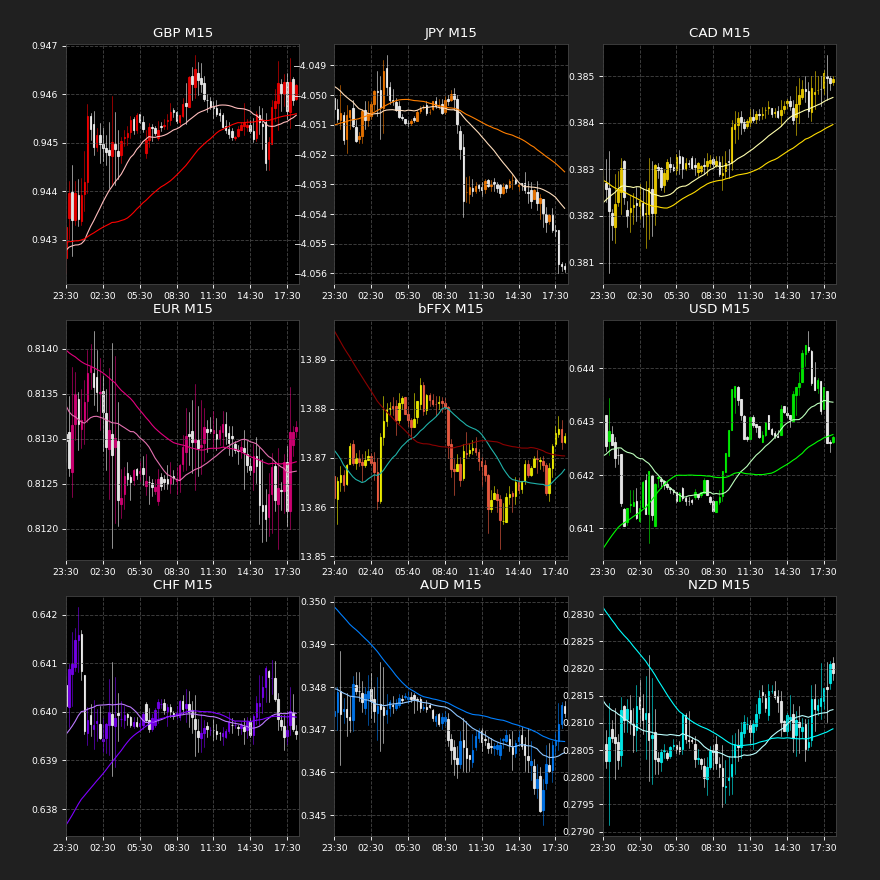 GBP M15
0.947
0.946
0.945
0.944
0.943
23:30 02:30 05:30 08:30 11:30 14:30 17:30
JPY M15
−4.049
−4.050
−4.051
−4.052
−4.053
−4.054
−4.055
−4.056
23:30 02:30 05:30 08:30 11:30 14:30 17:30
CAD M15
0.385
0.384
0.383
0.382
0.381
23:30 02:30 05:30 08:30 11:30 14:30 17:30
EUR M15
0.8140
0.8135
0.8130
0.8125
0.8120
23:30 02:30 05:30 08:30 11:30 14:30 17:30
bFFX M15
13.89
13.88
13.87
13.86
13.85
23:40 02:40 05:40 08:40 11:40 14:40 17:40
USD M15
0.644
0.643
0.642
0.641
23:30 02:30 05:30 08:30 11:30 14:30 17:30
CHF M15
0.642
0.641
0.640
0.639
0.638
23:30 02:30 05:30 08:30 11:30 14:30 17:30
AUD M15
0.350
0.349
0.348
0.347
0.346
0.345
23:30 02:30 05:30 08:30 11:30 14:30 17:30
NZD M15
0.2830
0.2825
0.2820
0.2815
0.2810
0.2805
0.2800
0.2795
0.2790
23:30 02:30 05:30 08:30 11:30 14:30 17:30